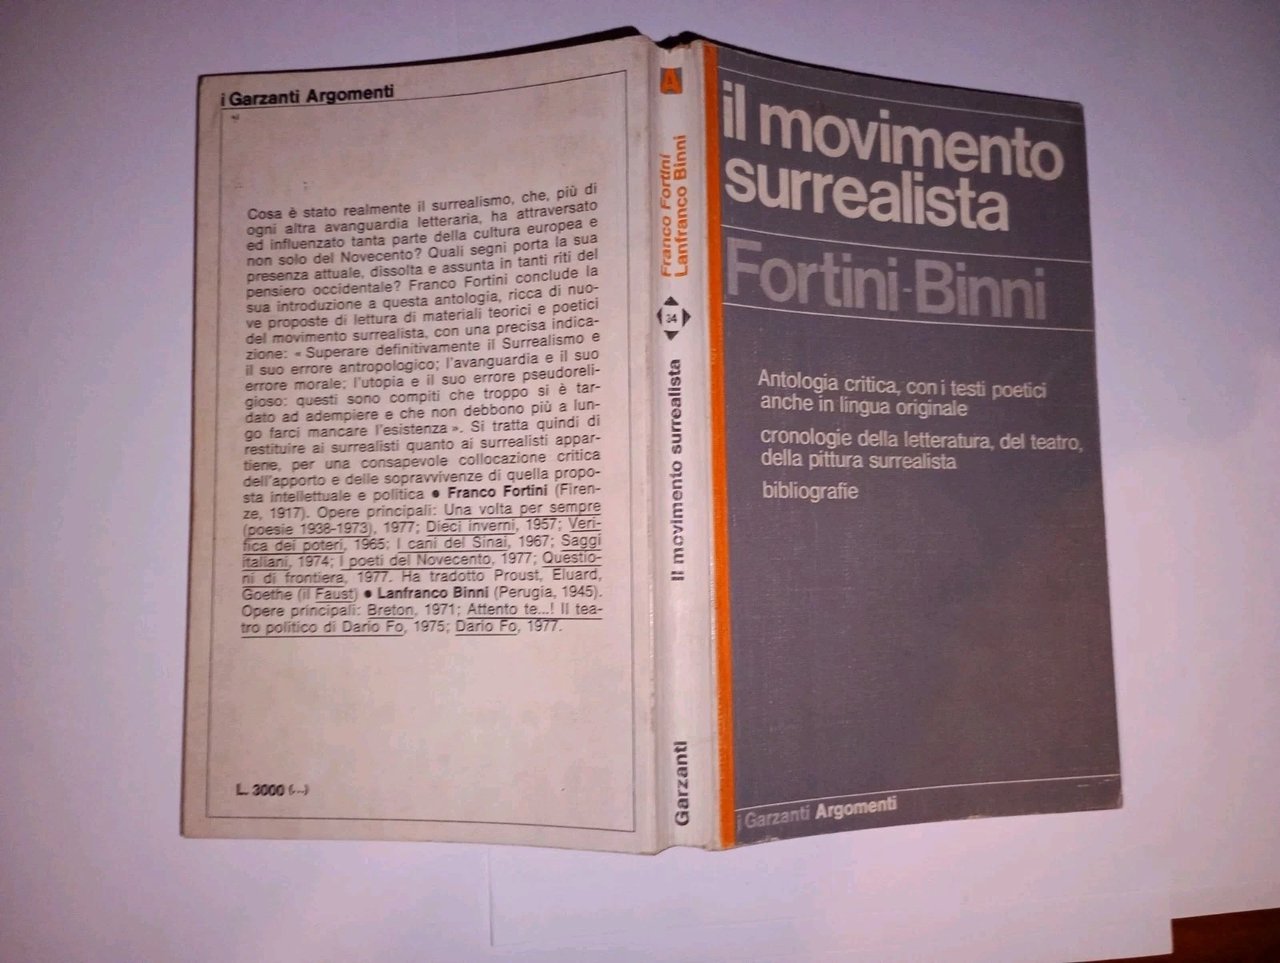 i Garzanti Argomenti
Cosa è stato realmente il surrealismo, che, più di
ogni altra avanguardia letteraria, ha attraversato
ed influenzato tanta parte della cultura europea e
non solo del Novecento? Quali segni porta la sua
presenza attuale, dissolta e assunta in tanti riti del
pensiero occidentale? Franco Fortini conclude la
sua introduzione a questa antologia, ricca di nuo-
ve proposte di lettura di materiali teorici e poetici
del movimento surrealista, con una precisa indica-
zione: « Superare definitivamente il Surrealismo e
il suo errore antropologico; l'avanguardia e il suo
errore morale; l'utopia e il suo errore pseudoreli-
gioso: questi sono compiti che troppo si è tar-
dato ad adempiere e che non debbono più a lun-
go farci mancare l'esistenza ». Si tratta quindi di
restituire ai surrealisti quanto ai surrealisti appar-
tiene, per una consapevole collocazione critica
dell'apporto e delle sopravvivenze di quella propo-
sta intellettuale e politica ● Franco Fortini (Firen-
ze, 1917). Opere principali: Una volta per sempre
(poesie 1938-1973), 1977; Dieci inverni, 1957; Veri-
fica dei poteri, 1965; I cani del Sinai, 1967; Saggi
italiani, 1974; I poeti del Novecento, 1977; Questio-
ni di frontiera, 1977. Ha tradotto Proust, Eluard,
Goethe (il Faust) ● Lanfranco Binni (Perugia, 1945).
Opere principali: Breton, 1971; Attento te...! Il tea-
tro politico di Dario Fo, 1975; Dario Fo, 1977.
L. 3000 (...)
A
Franco Fortini
Lanfranco Binni
34
Il movimento surrealista
Garzanti
il movimento
surrealista
Fortini-Binni
Antologia critica, con i testi poetici
anche in lingua originale
cronologie della letteratura, del teatro,
della pittura surrealista
bibliografie
i Garzanti Argomenti